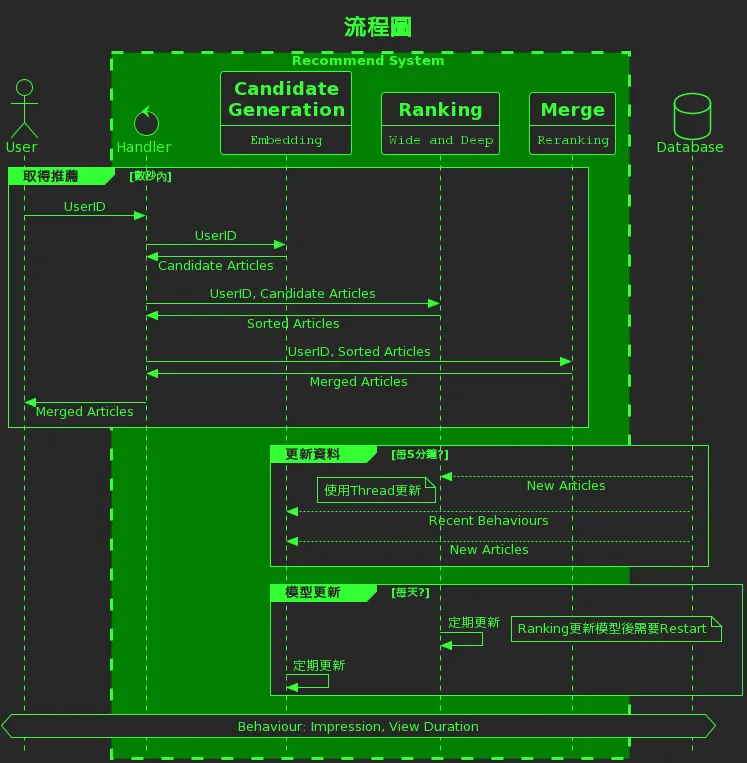 流程圖
Recommend System
User
Handler
Candidate
Generation
Embedding
Ranking
Wide and Deep
Merge
Reranking
Database
取得推薦 [數秒內]
UserID
UserID
Candidate Articles
UserID, Candidate Articles
Sorted Articles
UserID, Sorted Articles
Merged Articles
Merged Articles
更新資料 [每5分鐘?]
New Articles
使用Thread更新
Recent Behaviours
New Articles
模型更新 [每天?]
定期更新
Ranking更新模型後需要Restart
定期更新
Behaviour: Impression, View Duration